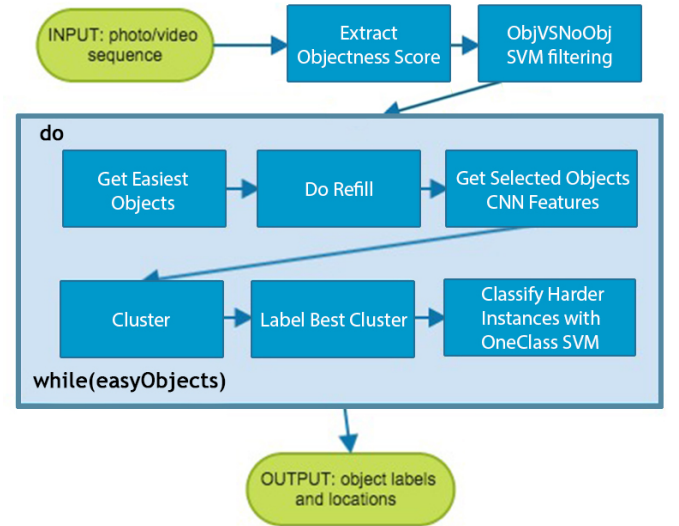 INPUT: photo/video
sequence
Extract
Objectness Score
ObjVSNoObj
SVM filtering
do
Get Easiest
Objects
Do Refill
Get Selected Objects
CNN Features
Cluster
Label Best Cluster
Classify Harder
Instances with
OneClass SVM
while(easyObjects)
OUTPUT: object labels
and locations